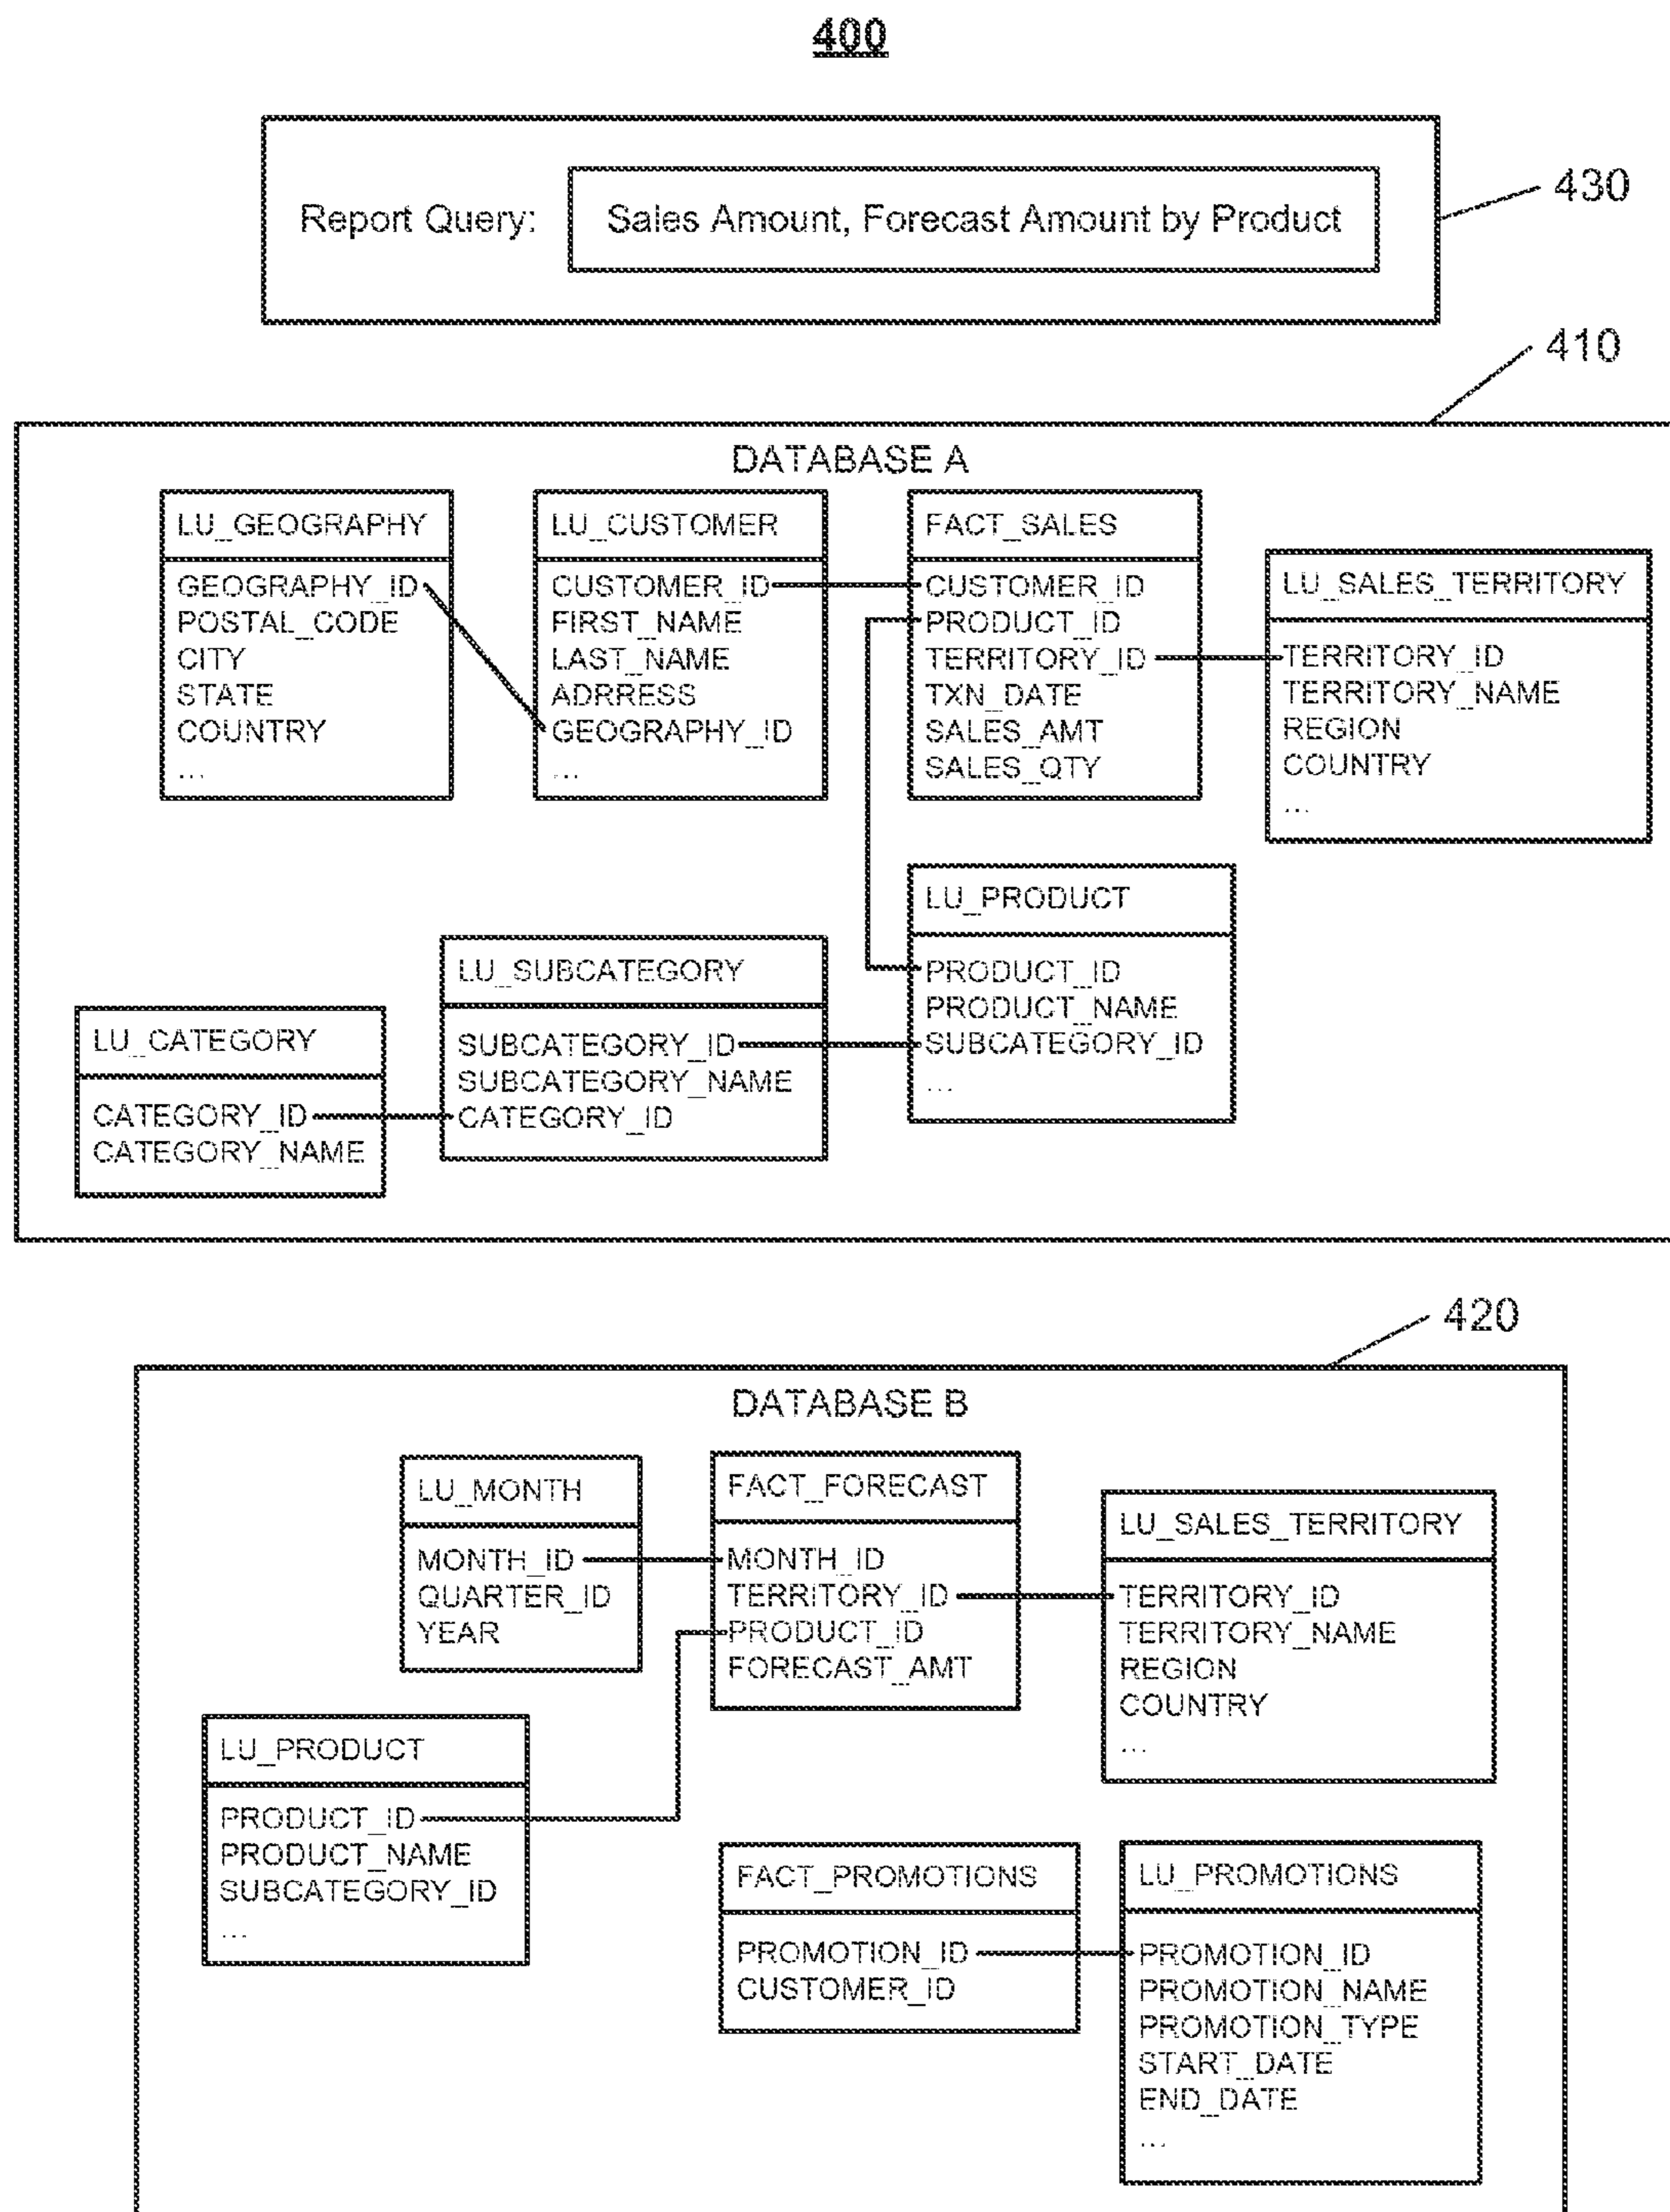 400
Report Query:
Sales Amount, Forecast Amount by Product
430
410
DATABASE A
LU_GEOGRAPHY
GEOGRAPHY_ID
POSTAL_CODE
CITY
STATE
COUNTRY
...
LU_CUSTOMER
CUSTOMER_ID
FIRST_NAME
LAST_NAME
ADRRESS
GEOGRAPHY_ID
...
FACT_SALES
CUSTOMER_ID
PRODUCT_ID
TERRITORY_ID
TXN_DATE
SALES_AMT
SALES_QTY
LU_SALES_TERRITORY
TERRITORY_ID
TERRITORY_NAME
REGION
COUNTRY
...
LU_CATEGORY
CATEGORY_ID
CATEGORY_NAME
LU_SUBCATEGORY
SUBCATEGORY_ID
SUBCATEGORY_NAME
CATEGORY_ID
LU_PRODUCT
PRODUCT_ID
PRODUCT_NAME
SUBCATEGORY_ID
...
420
DATABASE B
LU_MONTH
MONTH_ID
QUARTER_ID
YEAR
FACT_FORECAST
MONTH_ID
TERRITORY_ID
PRODUCT_ID
FORECAST_AMT
LU_SALES_TERRITORY
TERRITORY_ID
TERRITORY_NAME
REGION
COUNTRY
...
LU_PRODUCT
PRODUCT_ID
PRODUCT_NAME
SUBCATEGORY_ID
...
FACT_PROMOTIONS
PROMOTION_ID
CUSTOMER_ID
LU_PROMOTIONS
PROMOTION_ID
PROMOTION_NAME
PROMOTION_TYPE
START_DATE
END_DATE
...